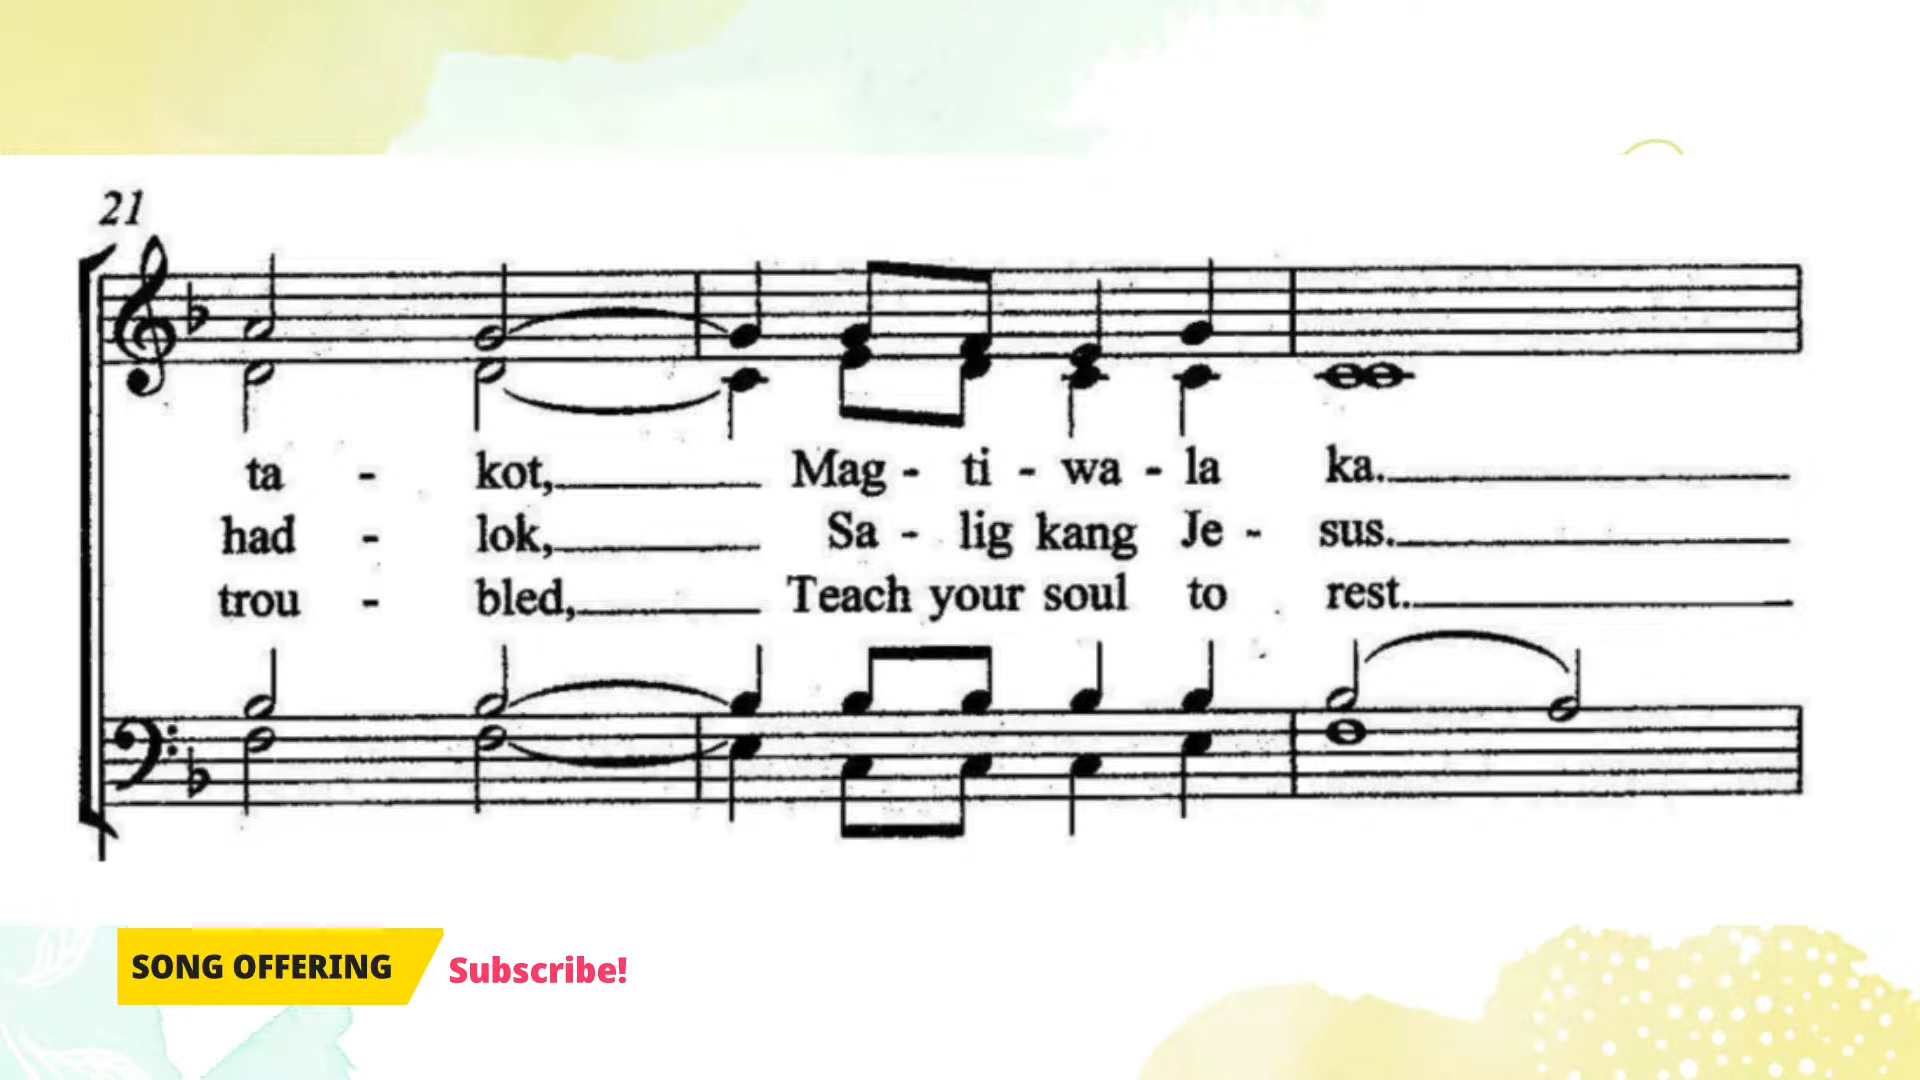 21
ta - kot, Mag - ti - wa - la ka.
had - lok, Sa - lig kang Je - sus.
trou - bled, Teach your soul to rest.
SONG OFFERING
Subscribe!